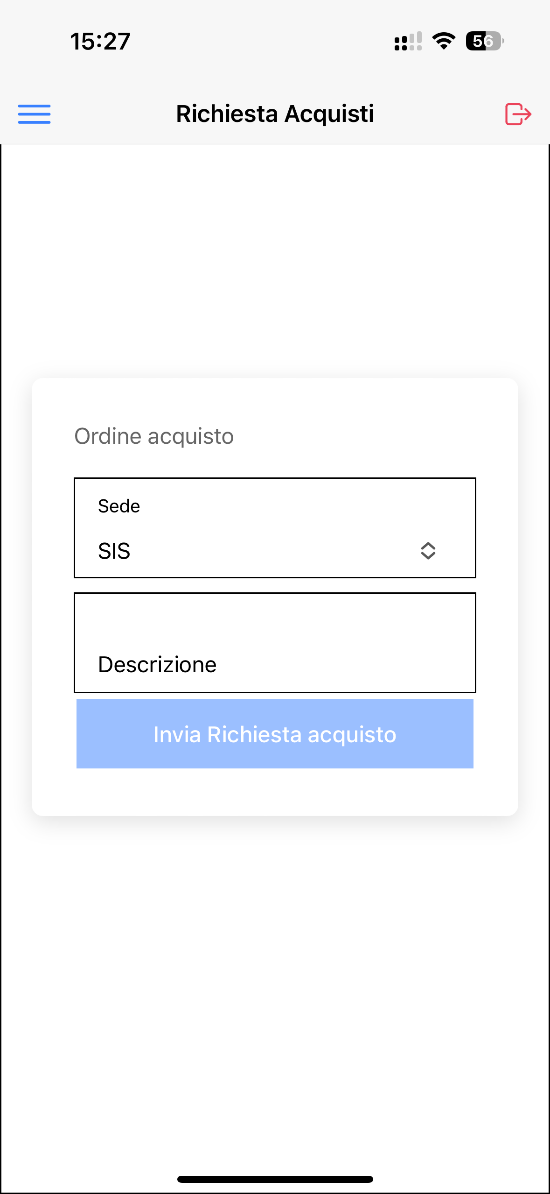 15:27
56
Richiesta Acquisti
Ordine acquisto
Sede
SIS
Descrizione
Invia Richiesta acquisto